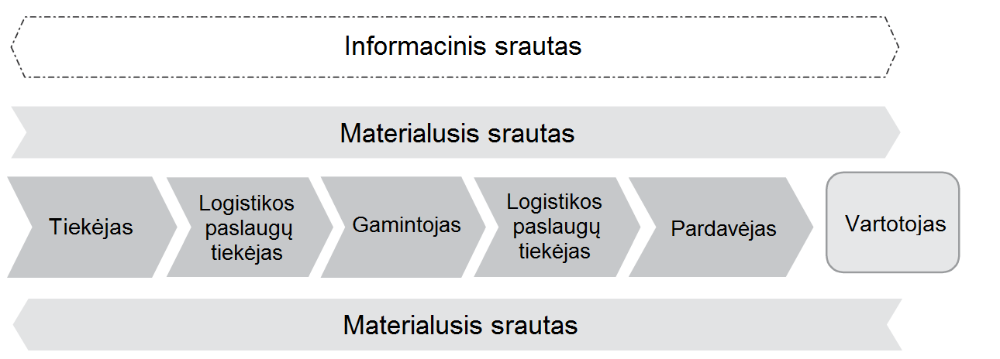 Informacinis srautas
Materialusis srautas
Tiekėjas
Logistikos
paslaugų
tiekėjas
Gamintojas
Logistikos
paslaugų
tiekėjas
Pardavėjas
Vartotojas
Materialusis srautas